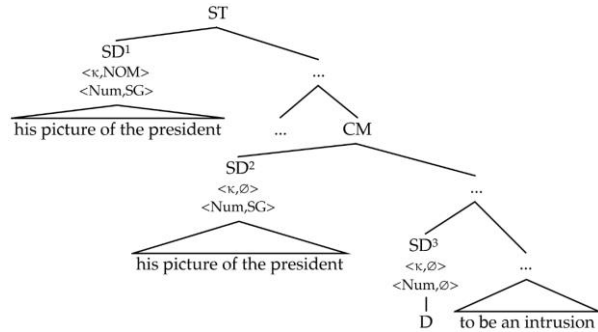 ST
SD¹
<κ,NOM>
<Num,SG>
...
his picture of the president
...
CM
SD²
<κ,∅>
<Num,SG>
...
his picture of the president
SD³
<κ,∅>
<Num,∅>
...
D
to be an intrusion